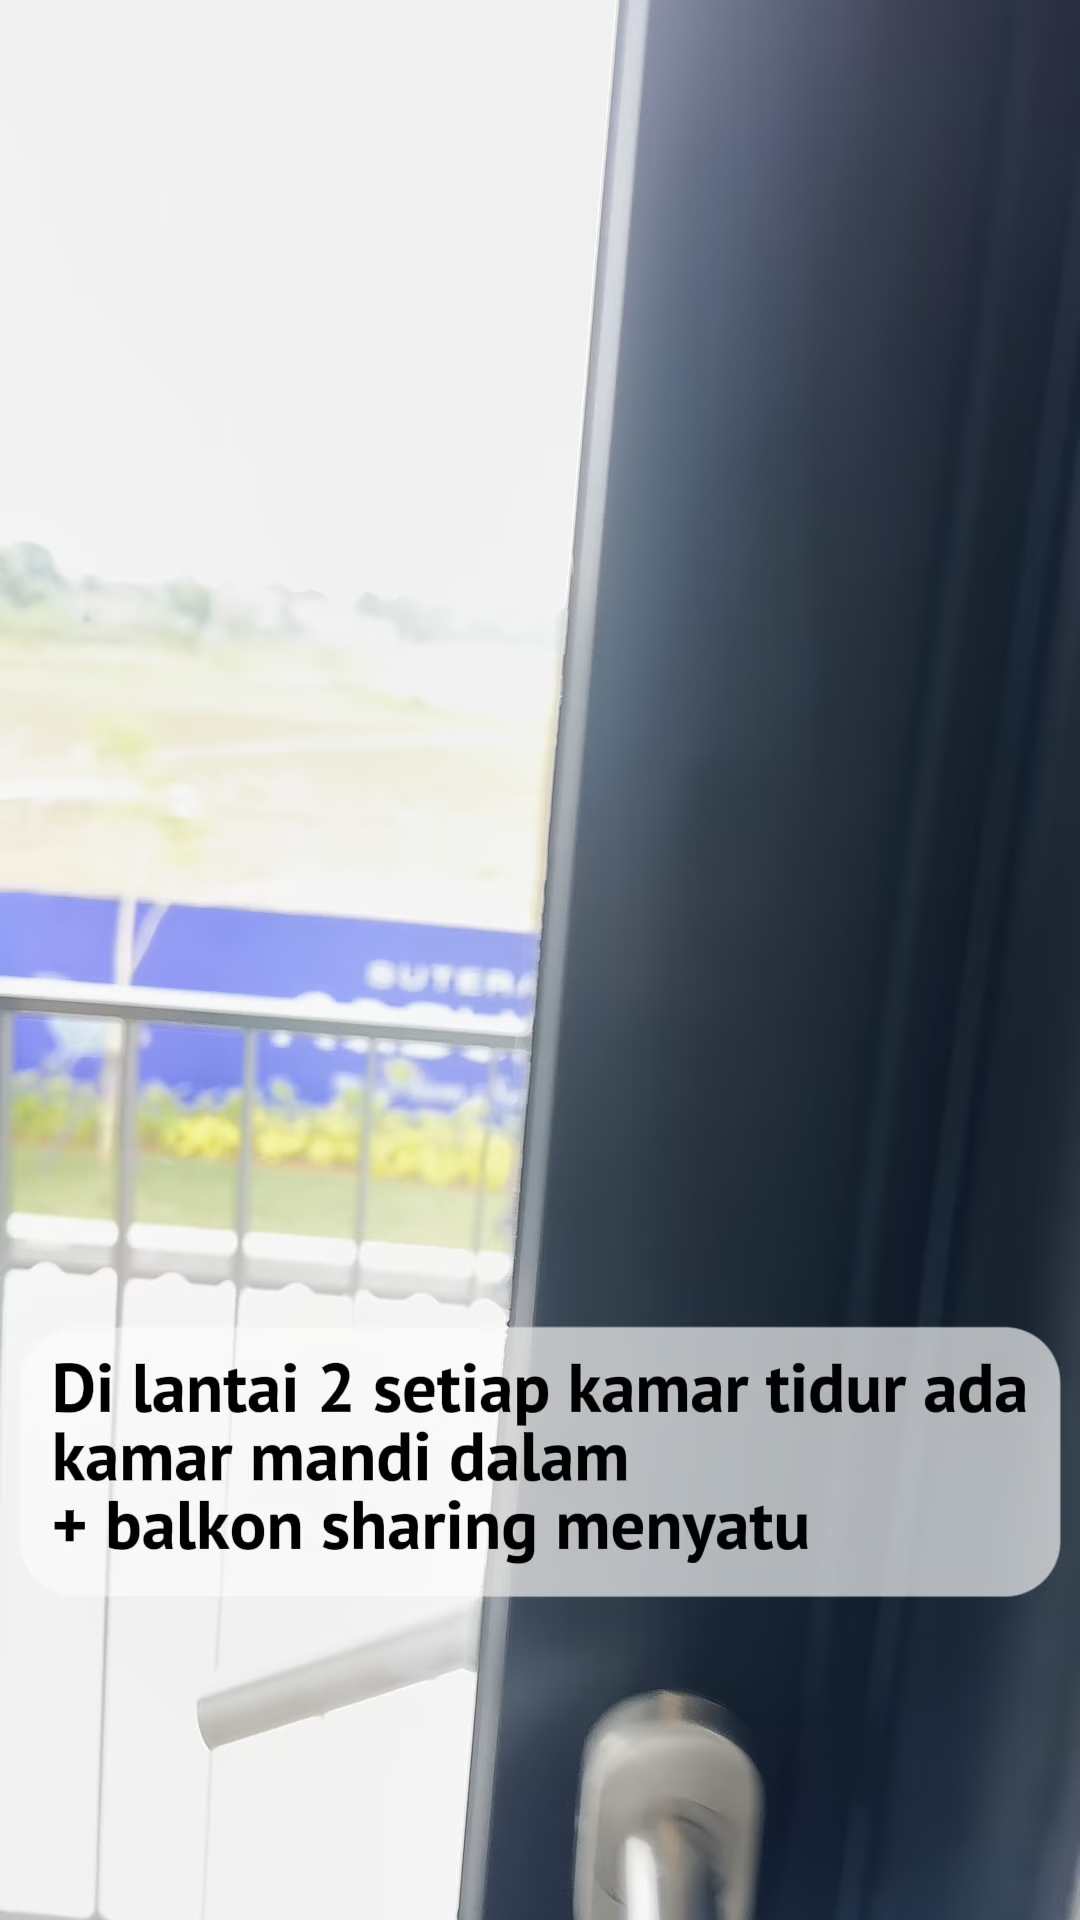 SUTERA
Di lantai 2 setiap kamar tidur ada
kamar mandi dalam
+ balkon sharing menyatu